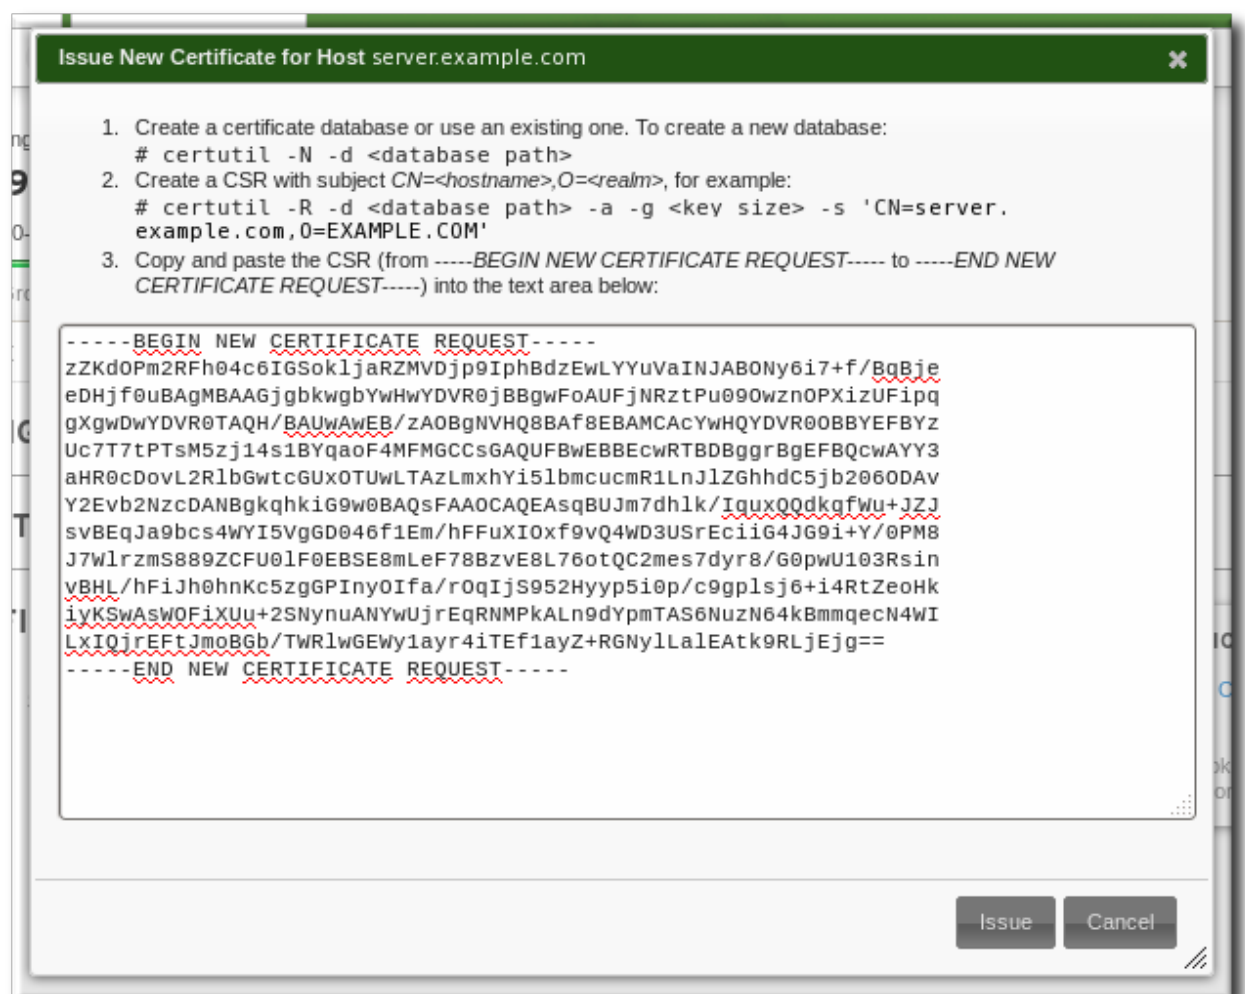 Issue New Certificate for Host server.example.com
1. Create a certificate database or use an existing one. To create a new database:
# certutil -N -d <database path>
2. Create a CSR with subject CN=<hostname>,O=<realm>, for example:
# certutil -R -d <database path> -a -g <key size> -s 'CN=server.
example.com,O=EXAMPLE.COM'
3. Copy and paste the CSR (from -----BEGIN NEW CERTIFICATE REQUEST----- to -----END NEW
CERTIFICATE REQUEST-----) into the text area below:
-----BEGIN NEW CERTIFICATE REQUEST-----
zZKdOPm2RFh04c6IGSokljaRZMVDjp9IphBdzEwLYYuVaINJABONy6i7+f/BqBje
eDHjf0uBAgMBAAGjgbkwgbYwHwYDVR0jBBgwFoAUFjNRztPu09OwznOPXizUFipq
gXgwDwYDVR0TAQH/BAUwAwEB/zAOBgNVHQ8BAf8EBAMCAcYwHQYDVR0OBBYEFBYz
Uc7T7tPTsM5zj14s1BYqaoF4MFMGCCsGAQUFBwEBBEcwRTBDBggrBgEFBQcwAYY3
aHR0cDovL2RlbGwtcGUxOTUwLTAzLmxhYi5lbmcucmR1LnJlZGhhdC5jb206ODAv
Y2Evb2NzcDANBgkqhkiG9w0BAQsFAAOCAQEAsqBUJm7dhlk/IquxQQdkqfWu+JZJ
svBEqJa9bcs4WYI5VgGD046f1Em/hFFuXIOxf9vQ4WD3USrEciiG4JG9i+Y/0PM8
J7WlrzmS889ZCFU0lF0EBSE8mLeF78BzvE8L76otQC2mes7dyr8/G0pwU103Rsin
vBHL/hFiJh0hnKc5zgGPInyOIfa/rOqIjS952Hyyp5i0p/c9gplsj6+i4RtZeoHk
iyKSwAsWOFiXUu+2SNynuANYwUjrEqRNMPkALn9dYpmTAS6NuzN64kBmmqecN4WI
LxIQjrEFtJmoBGb/TWRlwGEWy1ayr4iTEf1ayZ+RGNylLalEAtk9RLjEjg==
-----END NEW CERTIFICATE REQUEST-----
Issue Cancel